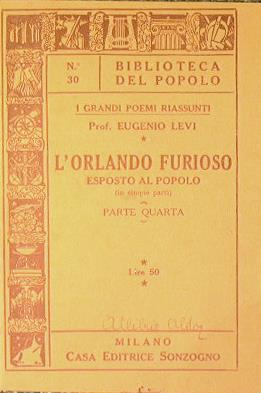 N.° 30
BIBLIOTECA
DEL POPOLO
I GRANDI POEMI RIASSUNTI
Prof. EUGENIO LEVI
L'ORLANDO FURIOSO
ESPOSTO AL POPOLO
(in cinque parti)
PARTE QUARTA
Lire 50
MILANO
CASA EDITRICE SONZOGNO